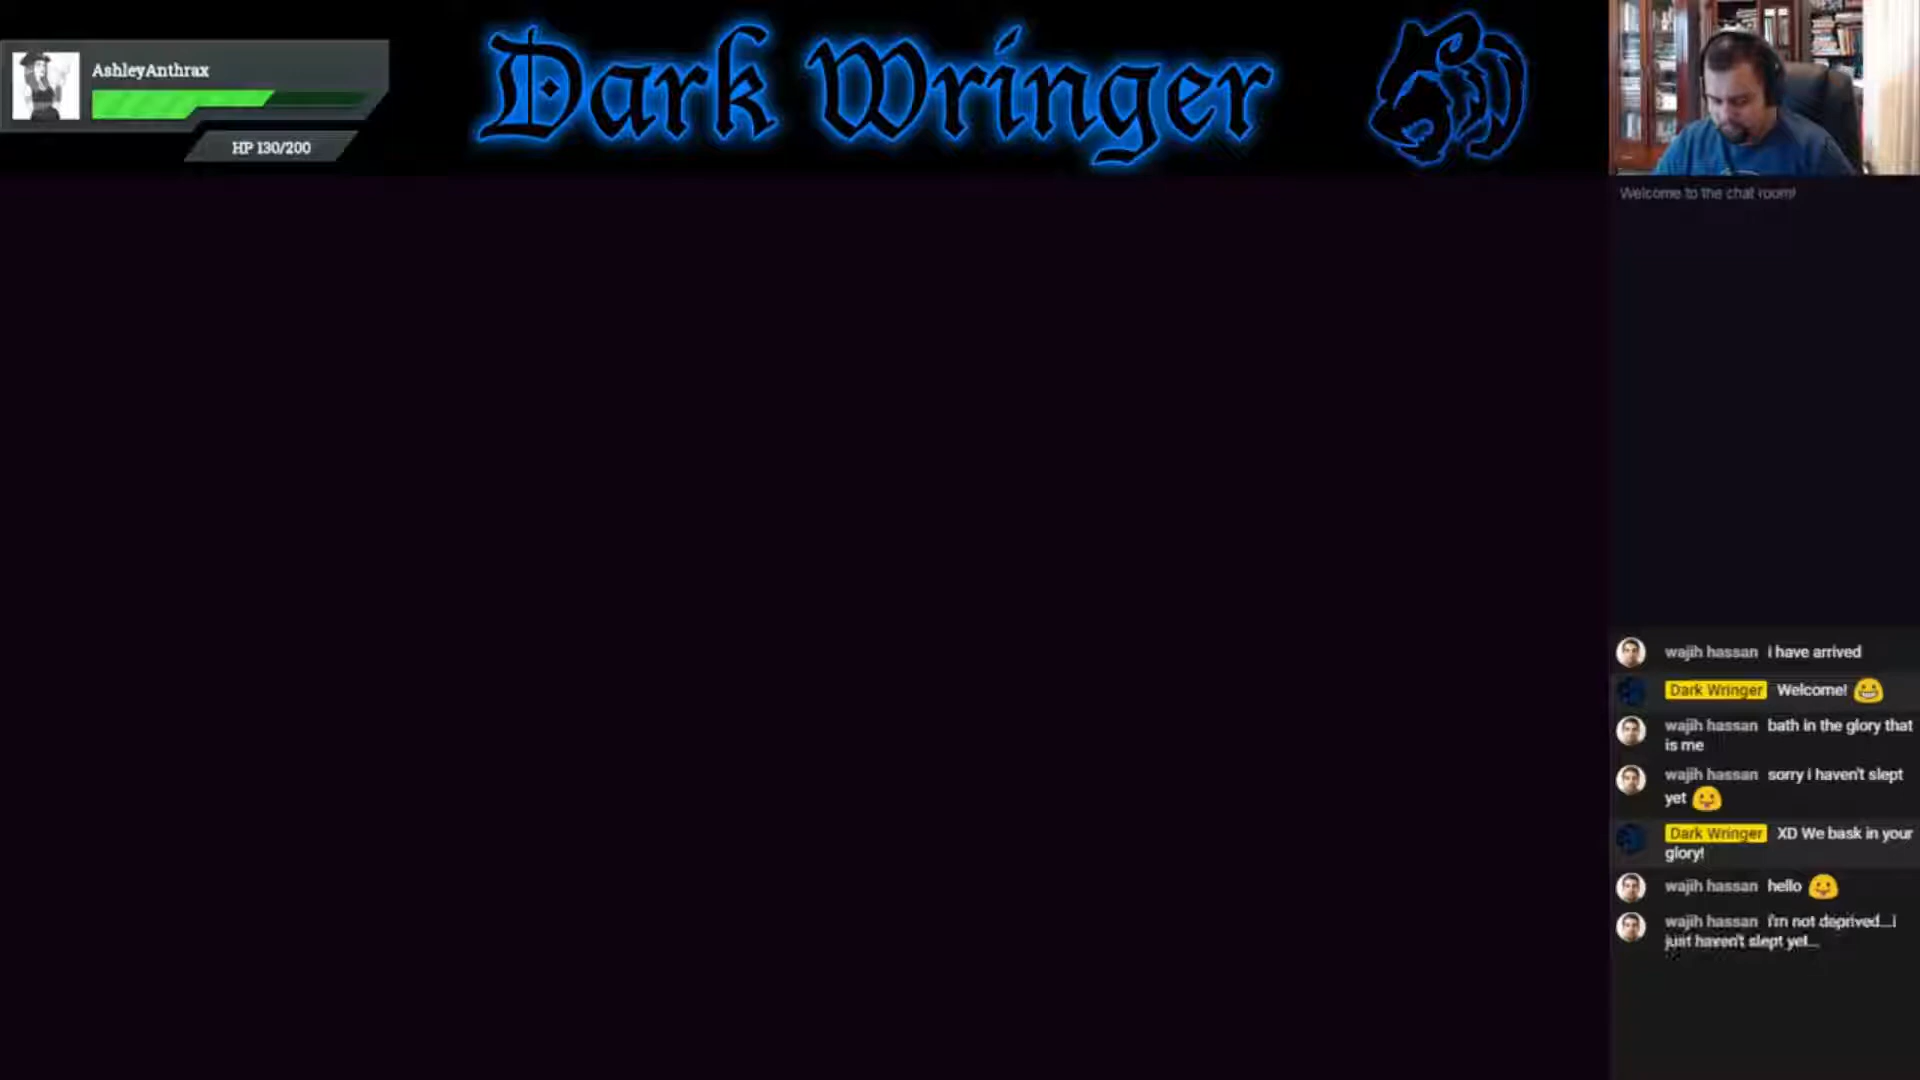 AshleyAnthrax
HP 130/200
Dark Wringer
Welcome to the chat room!
wajih hassan i have arrived
Dark Wringer Welcome! 😀
wajih hassan bath in the glory that
is me
wajih hassan sorry i haven't slept
yet 😛
Dark Wringer XD We bask in your
glory!
wajih hassan hello 😛
wajih hassan i'm not deprived...i
just haven't slept yet...